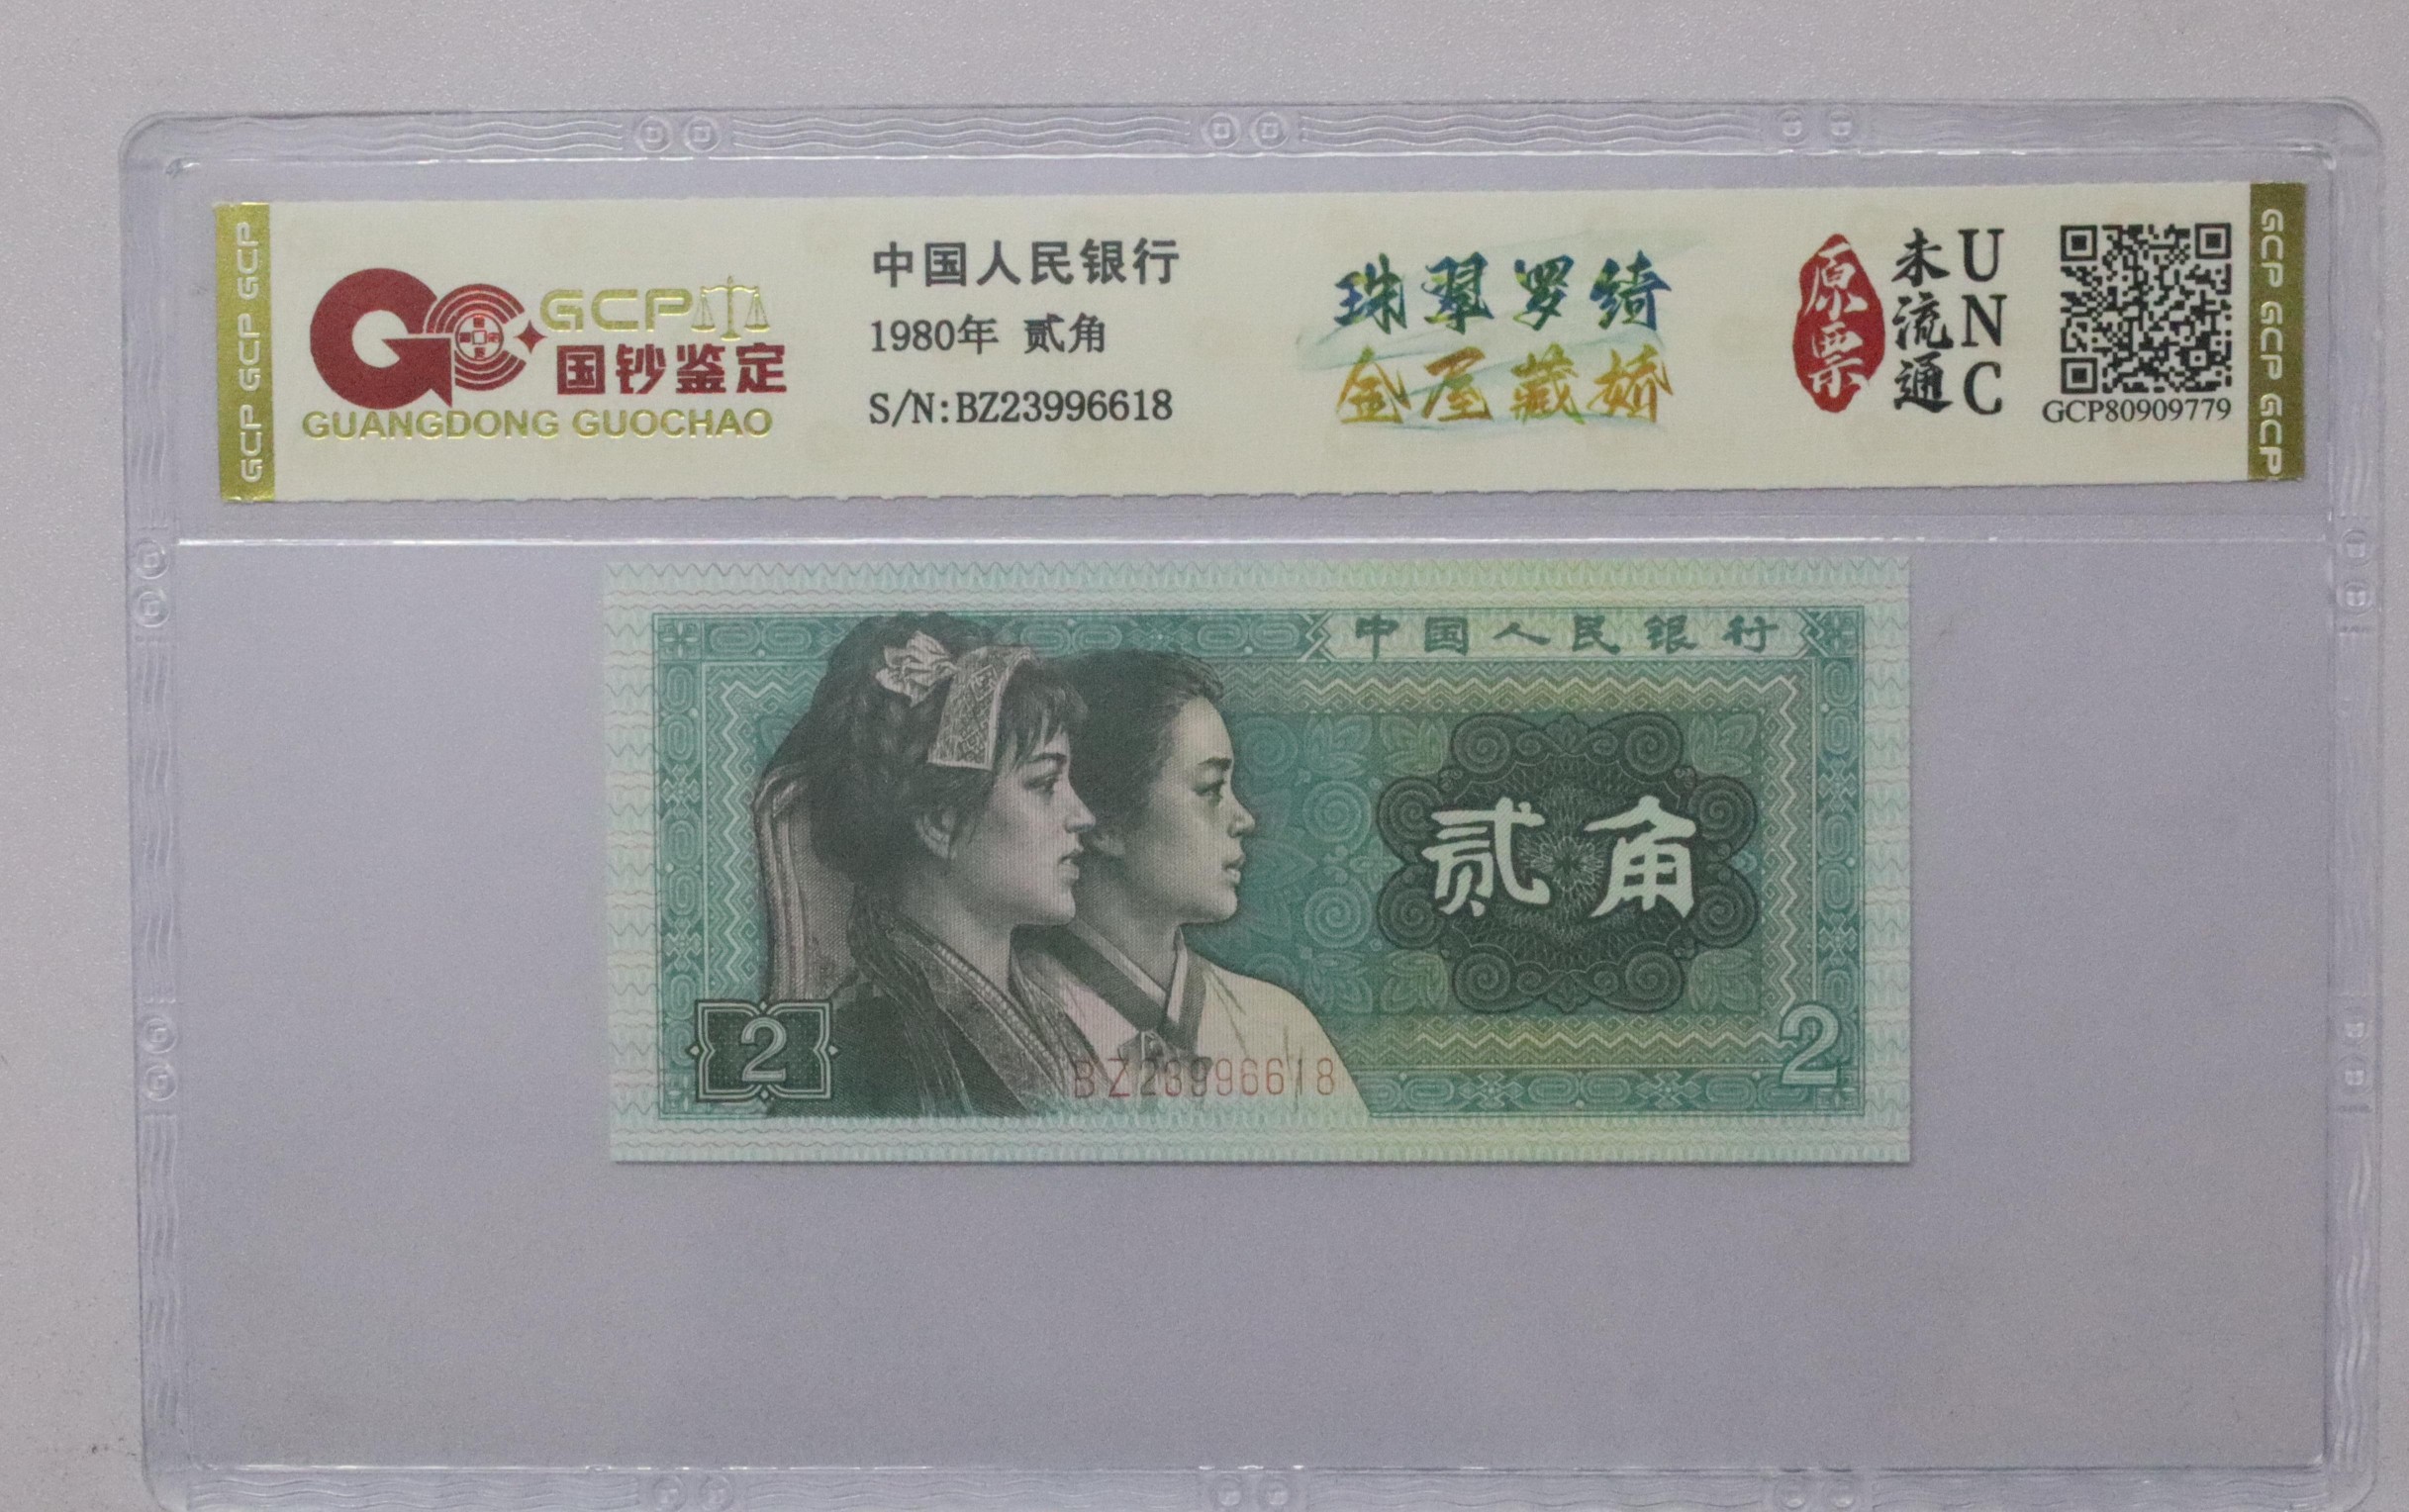 GCP GCP GCP
GCP
国钞鉴定
GUANGDONG GUOCHAO
中国人民银行
1980年 贰角
S/N:BZ23996618
珠翠罗绮
金屋藏娇
原票
未流通
UNC
GCP80909779
GCP GCP GCP
中国人民银行
贰角
2
BZ23996618
2